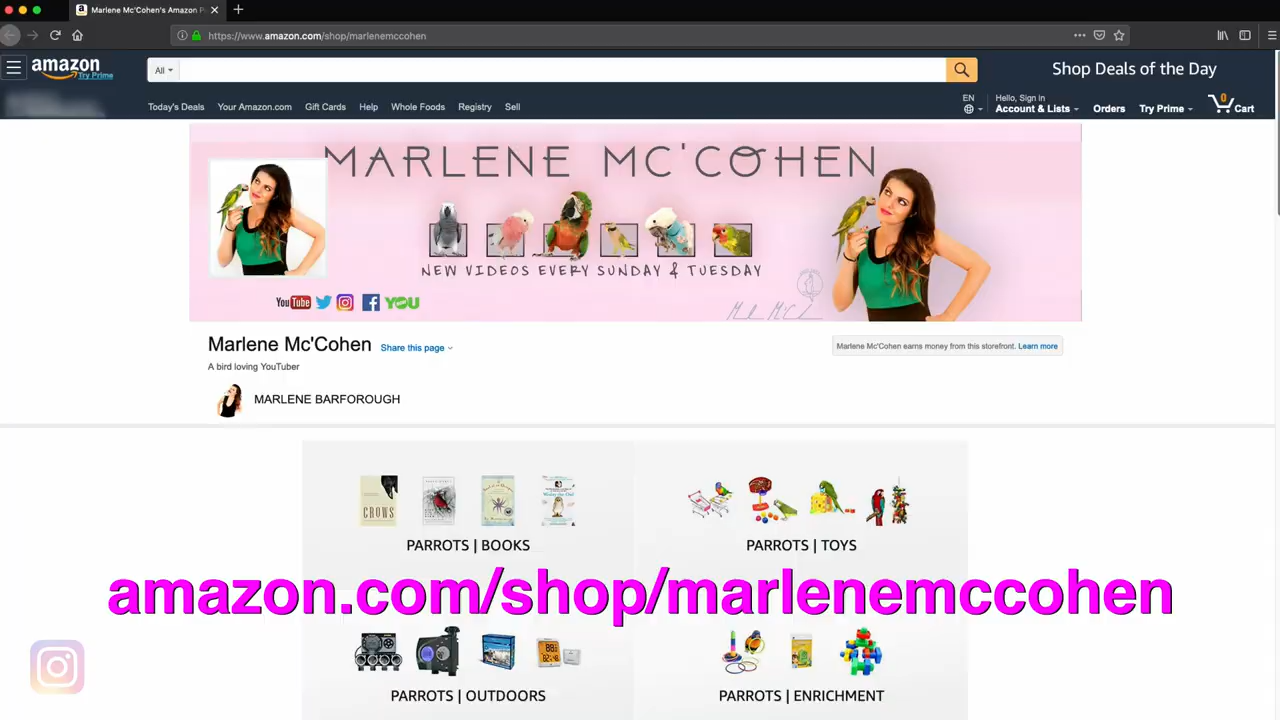 Marlene Mc'Cohen's Amazon P
https://www.amazon.com/shop/marlenemccohen
amazon
Try Prime
All
Shop Deals of the Day
Today's Deals Your Amazon.com Gift Cards Help Whole Foods Registry Sell
EN
Hello, Sign in
Account & Lists
Orders
Try Prime
0
Cart
MARLENE MC'COHEN
NEW VIDEOS EVERY SUNDAY & TUESDAY
YouTube
YOU
Marlene Mc'Cohen
Share this page
Marlene Mc'Cohen earns money from this storefront. Learn more
A bird loving YouTuber
MARLENE BARFOROUGH
CROWS
PARROTS | BOOKS
PARROTS | TOYS
amazon.com/shop/marlenemccohen
PARROTS | OUTDOORS
PARROTS | ENRICHMENT